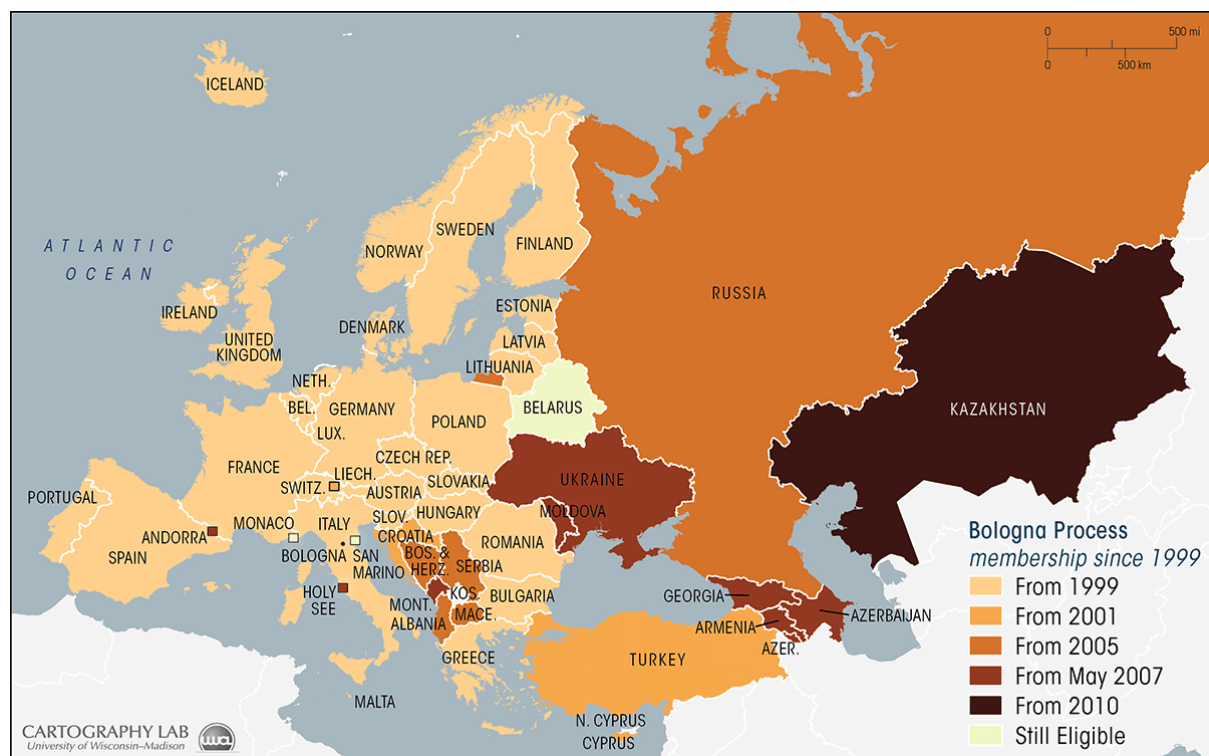 0 500 mi
0 500 km
ICELAND
ATLANTIC
OCEAN
NORWAY
SWEDEN
FINLAND
RUSSIA
ESTONIA
LATVIA
LITHUANIA
DENMARK
IRELAND
UNITED
KINGDOM
NETH.
BEL.
LUX.
GERMANY
POLAND
BELARUS
KAZAKHSTAN
FRANCE
CZECH REP.
SLOVAKIA
UKRAINE
LIECH.
SWITZ.
AUSTRIA
HUNGARY
MOLDOVA
PORTUGAL
SPAIN
ANDORRA
MONACO
ITALY
SLOV.
CROATIA
BOS. &
HERZ.
SERBIA
ROMANIA
BOLOGNA
SAN
MARINO
HOLY
SEE
KOS.
BULGARIA
MONT.
MACE.
ALBANIA
GREECE
TURKEY
GEORGIA
ARMENIA
AZER.
AZERBAIJAN
MALTA
N. CYPRUS
CYPRUS
Bologna Process
membership since 1999
From 1999
From 2001
From 2005
From May 2007
From 2010
Still Eligible
CARTOGRAPHY LAB
University of Wisconsin–Madison